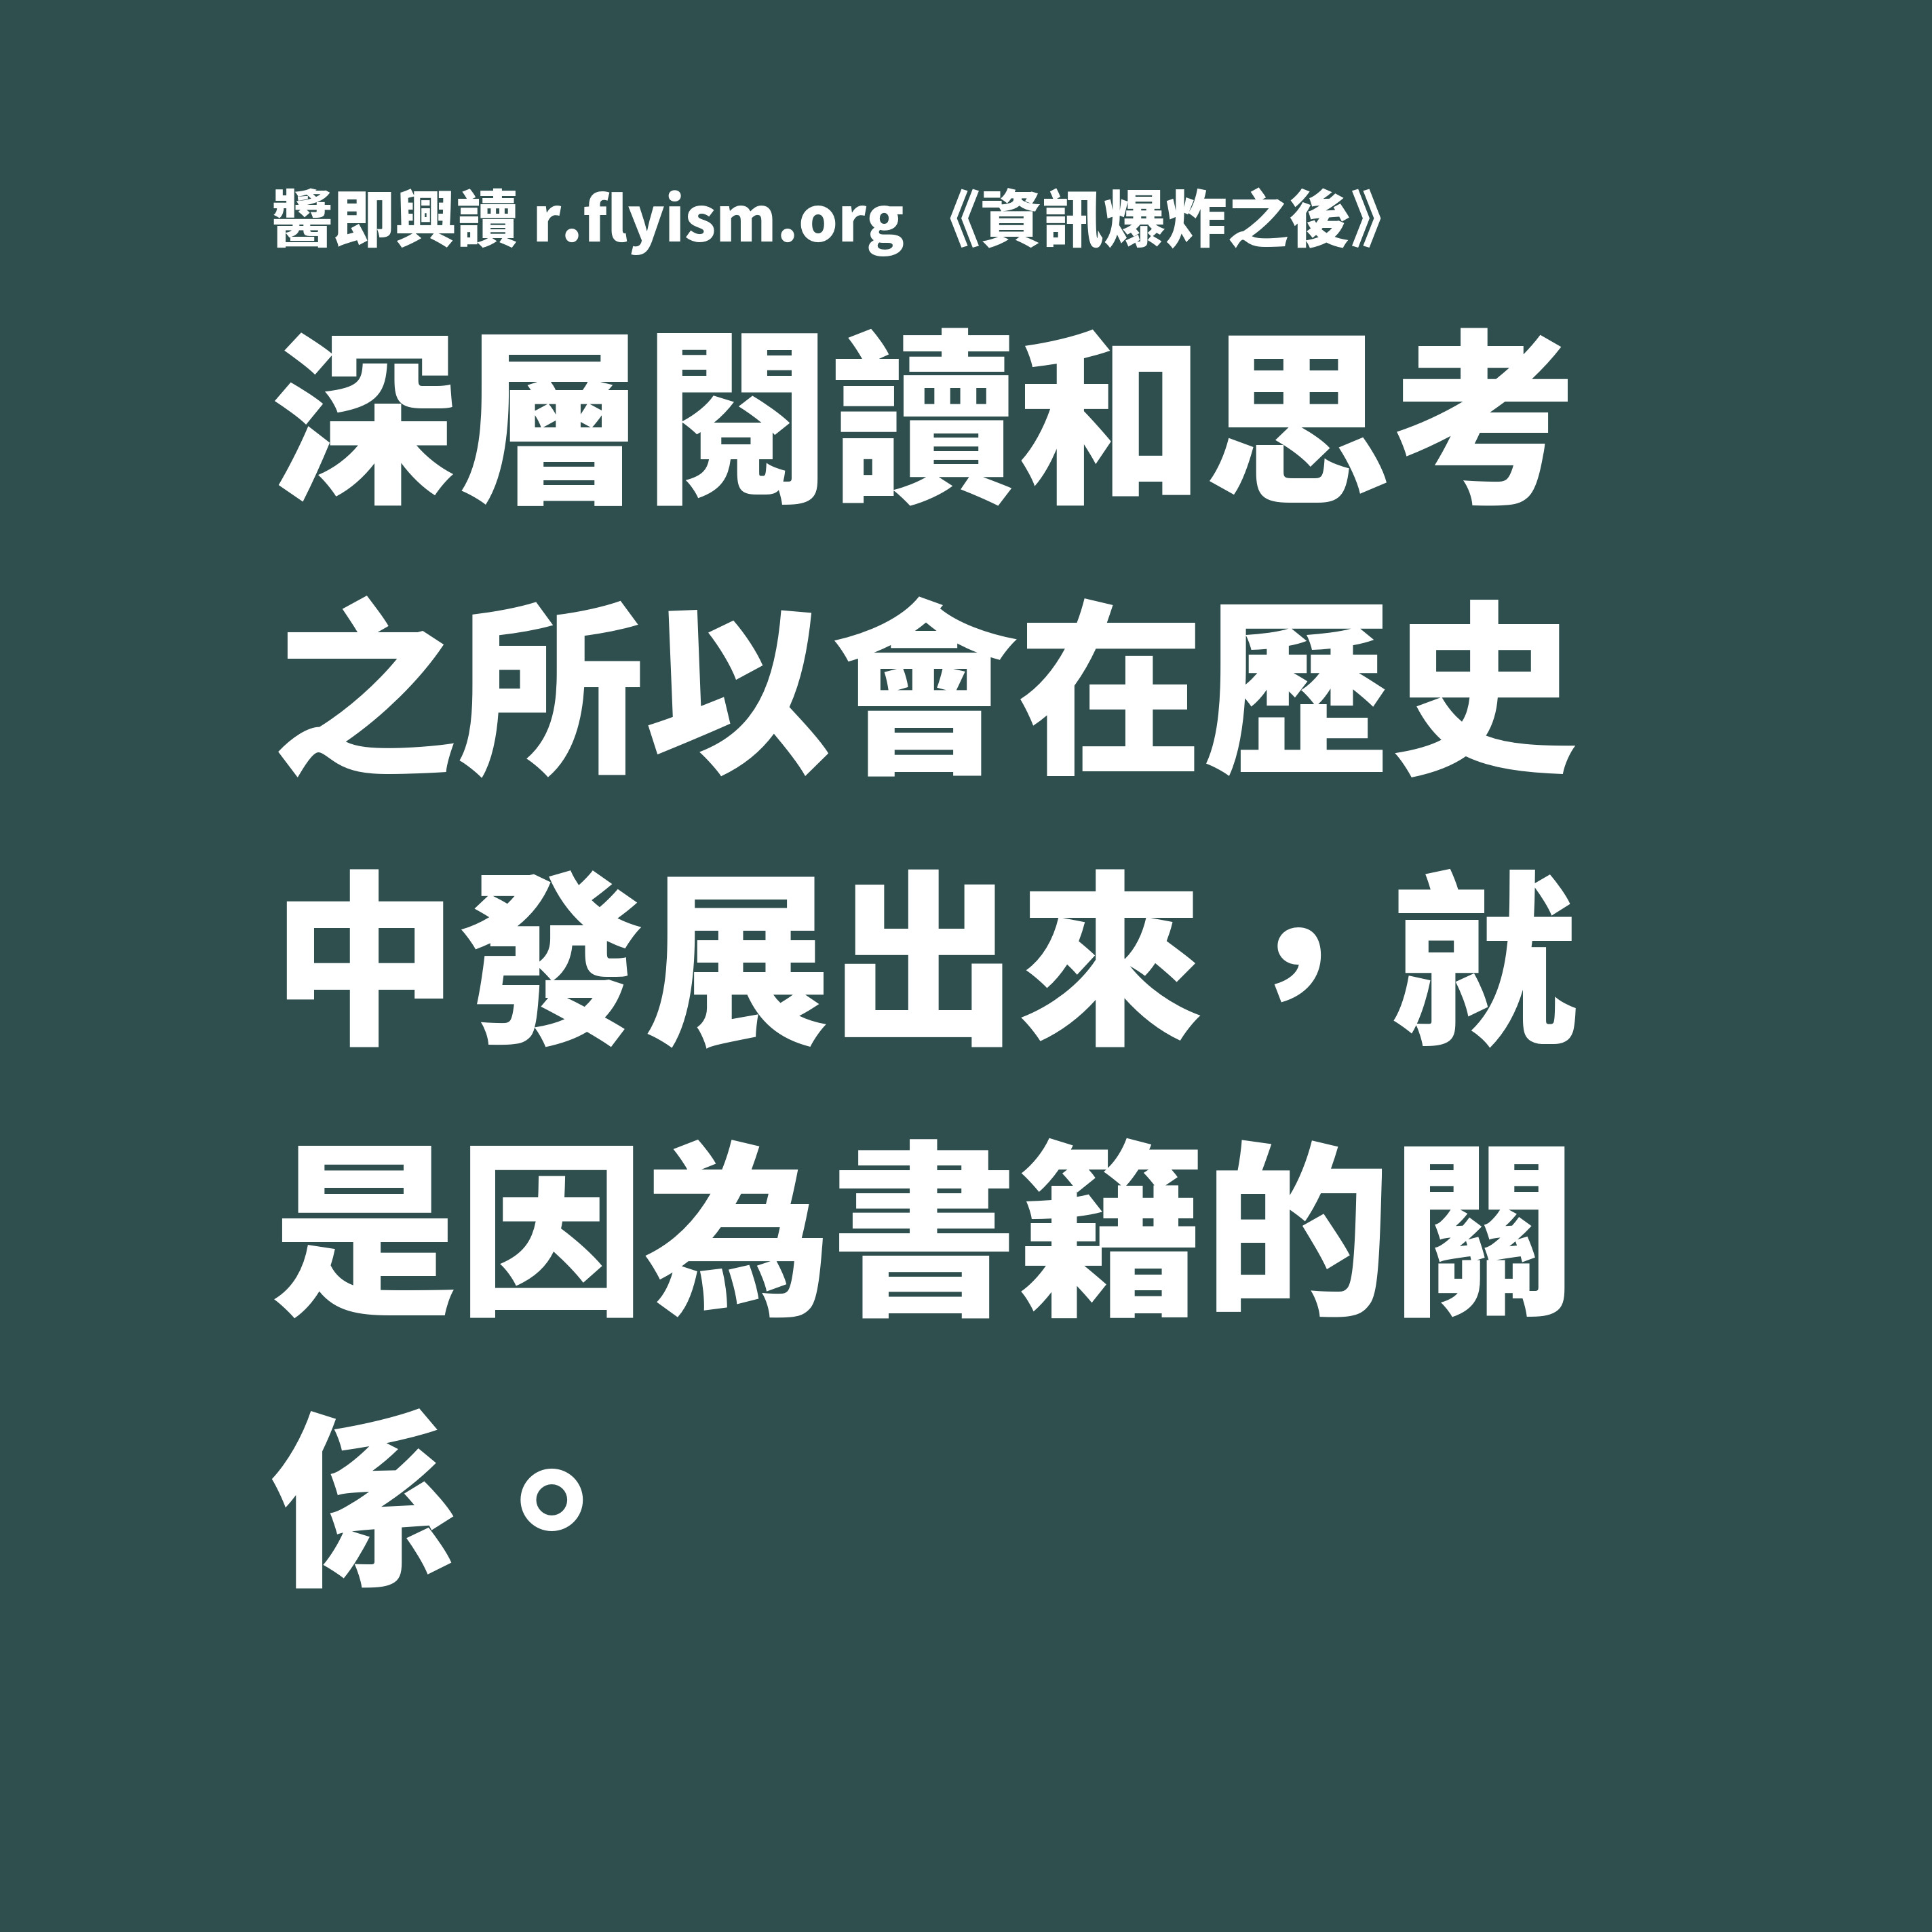 豔即與讀 r.flyism.org 《資訊爆炸之後》
深層閱讀和思考
之所以會在歷史
中發展出來，就
是因為書籍的關
係。